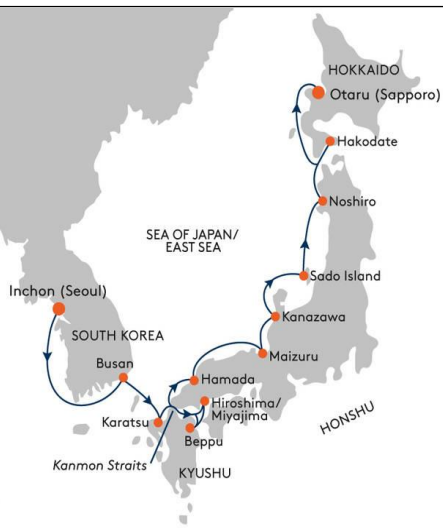 HOKKAIDO
Otaru (Sapporo)
Hakodate
Noshiro
SEA OF JAPAN/
EAST SEA
Sado Island
Inchon (Seoul)
Kanazawa
SOUTH KOREA
Maizuru
Busan
Hamada
Hiroshima/
Miyajima
HONSHU
Karatsu
Beppu
Kanmon Straits
KYUSHU